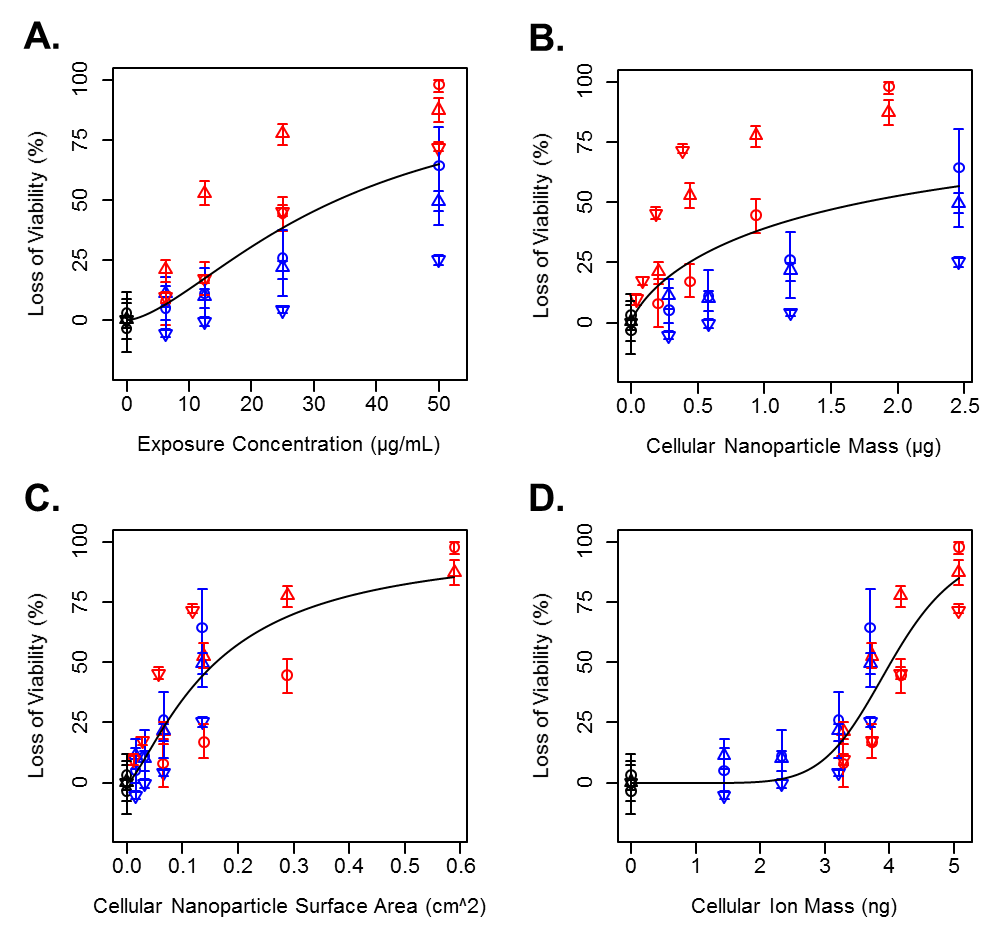 A.
Loss of Viability (%)
100
75
50
25
0
0 10 20 30 40 50
Exposure Concentration (µg/mL)
B.
Loss of Viability (%)
100
75
50
25
0
0.0 0.5 1.0 1.5 2.0 2.5
Cellular Nanoparticle Mass (µg)
C.
Loss of Viability (%)
100
75
50
25
0
0.0 0.1 0.2 0.3 0.4 0.5 0.6
Cellular Nanoparticle Surface Area (cm^2)
D.
Loss of Viability (%)
100
75
50
25
0
0 1 2 3 4 5
Cellular Ion Mass (ng)